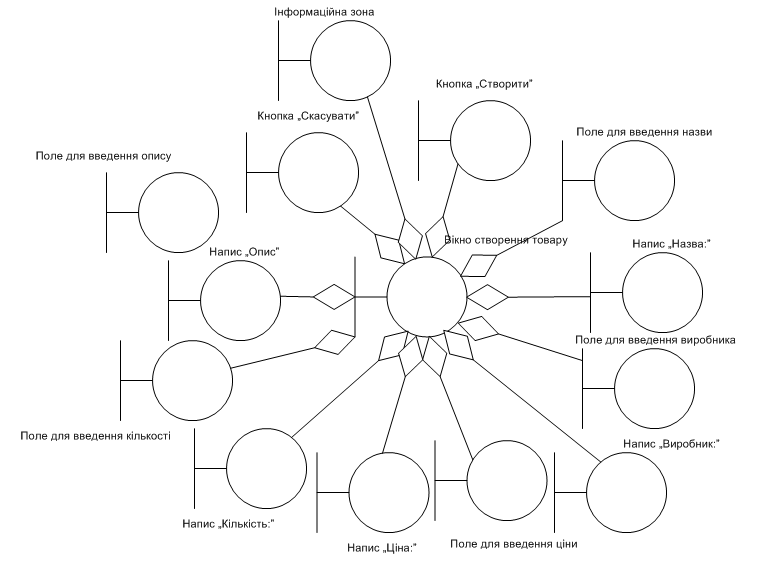 Інформаційна зона
Кнопка „Створити”
Кнопка „Скасувати”
Поле для введення назви
Поле для введення опису
Вікно створення товару
Напис „Назва:”
Напис „Опис”
Поле для введення виробника
Поле для введення кількості
Напис „Виробник:”
Напис „Кількість:”
Напис „Ціна:”
Поле для введення ціни